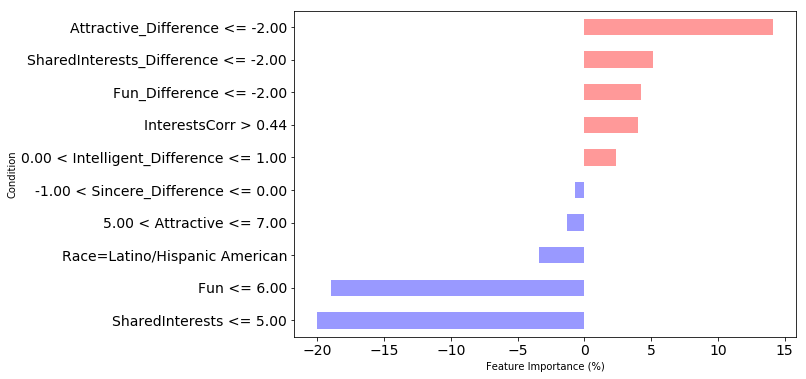 Attractive_Difference <= -2.00
SharedInterests_Difference <= -2.00
Fun_Difference <= -2.00
InterestsCorr > 0.44
0.00 < Intelligent_Difference <= 1.00
-1.00 < Sincere_Difference <= 0.00
5.00 < Attractive <= 7.00
Race=Latino/Hispanic American
Fun <= 6.00
SharedInterests <= 5.00
Condition
−20 −15 −10 −5 0 5 10 15
Feature Importance (%)